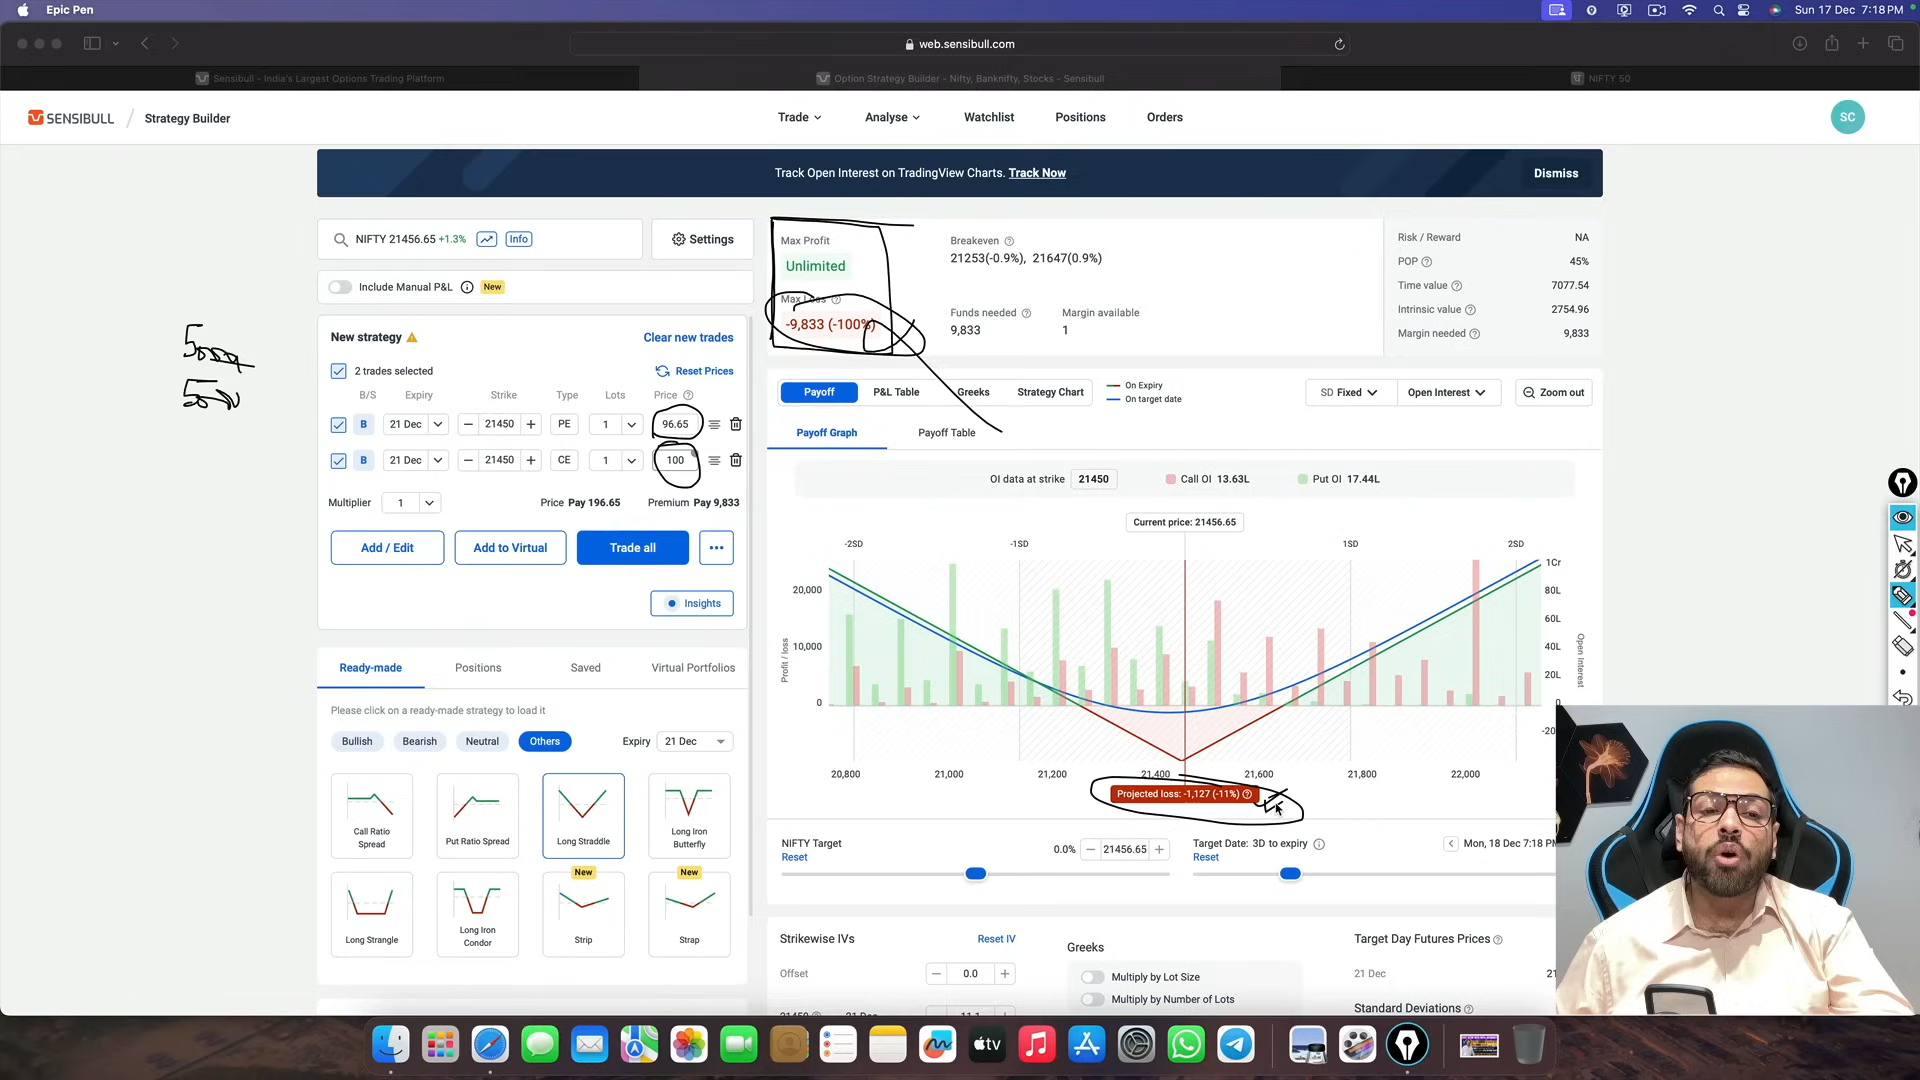 Epic Pen
Sun 17 Dec 7:18 PM
web.sensibull.com
Sensibull - India's Largest Options Trading Platform
Option Strategy Builder - Nifty, Banknifty, Stocks - Sensibull
NIFTY 50
SENSIBULL / Strategy Builder
Trade Analyse Watchlist Positions Orders
SC
Track Open Interest on TradingView Charts. Track Now
Dismiss
NIFTY 21456.65 +1.3% Info
Settings
Include Manual P&L New
New strategy
Clear new trades
2 trades selected
Reset Prices
B/S Expiry Strike Type Lots Price
B 21 Dec − 21450 + PE 1 96.65
B 21 Dec − 21450 + CE 1 100
Multiplier 1 Price Pay 196.65 Premium Pay 9,833
Add / Edit Add to Virtual Trade all
Insights
Ready-made Positions Saved Virtual Portfolios
Please click on a ready-made strategy to load it
Bullish Bearish Neutral Others Expiry 21 Dec
Call Ratio Spread
Put Ratio Spread
Long Straddle
Long Iron Butterfly
Long Strangle
Long Iron Condor
New
Strip
New
Strap
Max Profit
Unlimited
-9,833 (-100%)
Breakeven
21253(-0.9%), 21647(0.9%)
Funds needed
9,833
Margin available
1
Risk / Reward NA
POP 45%
Time value 7077.54
Intrinsic value 2754.96
Margin needed 9,833
Payoff P&L Table Greeks Strategy Chart
On Expiry
On target date
SD Fixed
Open Interest
Zoom out
Payoff Graph Payoff Table
OI data at strike 21450 Call OI 13.63L Put OI 17.44L
Current price: 21456.65
-2SD -1SD 1SD 2SD
Profit / loss
20,000
10,000
0
1Cr
80L
60L
40L
20L
0
-20
Open Interest
20,800 21,000 21,200 21,400 21,600 21,800 22,000
Projected loss: -1,127 (-11%)
NIFTY Target
Reset
0.0% − 21456.65 +
Target Date: 3D to expiry
Reset
Mon, 18 Dec 7:18 PM
Strikewise IVs Reset IV
Offset − 0.0 +
21450 21 Dec 11.1
Greeks
Multiply by Lot Size
Multiply by Number of Lots
Target Day Futures Prices
21 Dec 21
Standard Deviations
tv